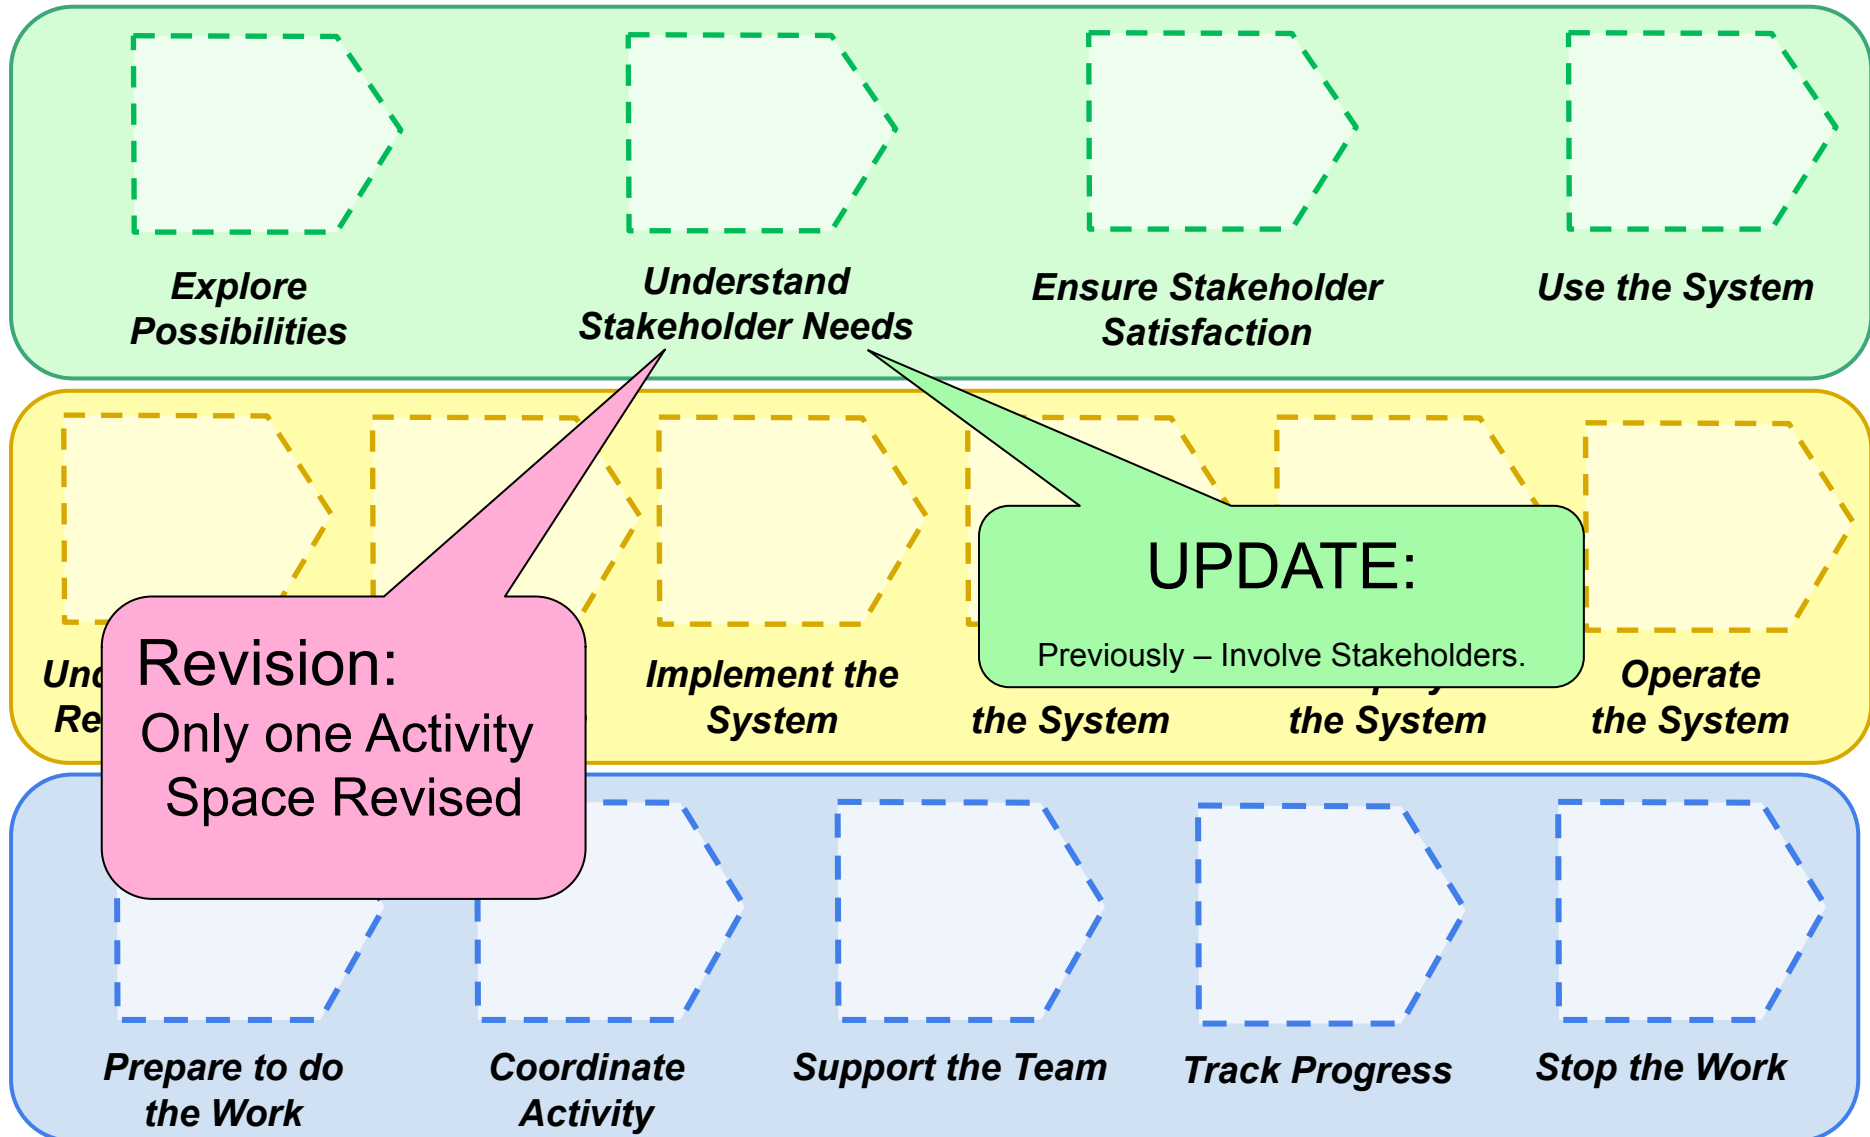 Explore
Possibilities
Understand
Stakeholder Needs
Ensure Stakeholder
Satisfaction
Use the System
Revision:
Only one Activity
Space Revised
Implement the
System
UPDATE:
Previously – Involve Stakeholders.
the System
the System
Operate
the System
Prepare to do
the Work
Coordinate
Activity
Support the Team
Track Progress
Stop the Work